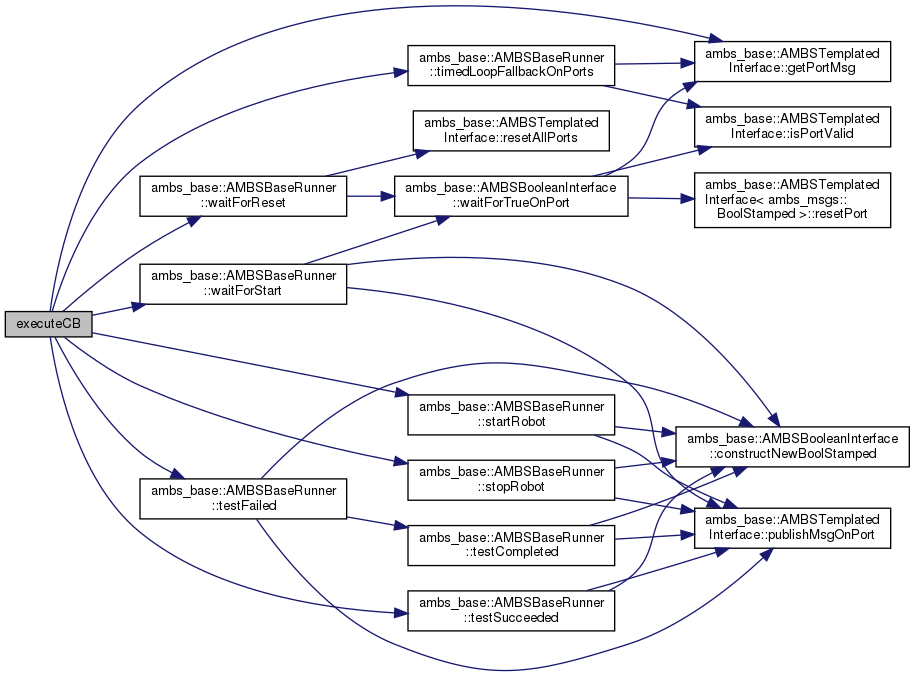 ambs_base::AMBSTemplated
Interface::getPortMsg
ambs_base::AMBSBaseRunner
::timedLoopFallbackOnPorts
ambs_base::AMBSTemplated
Interface::isPortValid
ambs_base::AMBSTemplated
Interface::resetAllPorts
ambs_base::AMBSBaseRunner
::waitForReset
ambs_base::AMBSBooleanInterface
::waitForTrueOnPort
ambs_base::AMBSTemplated
Interface< ambs_msgs::
BoolStamped >::resetPort
ambs_base::AMBSBaseRunner
::waitForStart
executeCB
ambs_base::AMBSBaseRunner
::startRobot
ambs_base::AMBSBooleanInterface
::constructNewBoolStamped
ambs_base::AMBSBaseRunner
::stopRobot
ambs_base::AMBSBaseRunner
::testFailed
ambs_base::AMBSTemplated
Interface::publishMsgOnPort
ambs_base::AMBSBaseRunner
::testCompleted
ambs_base::AMBSBaseRunner
::testSucceeded